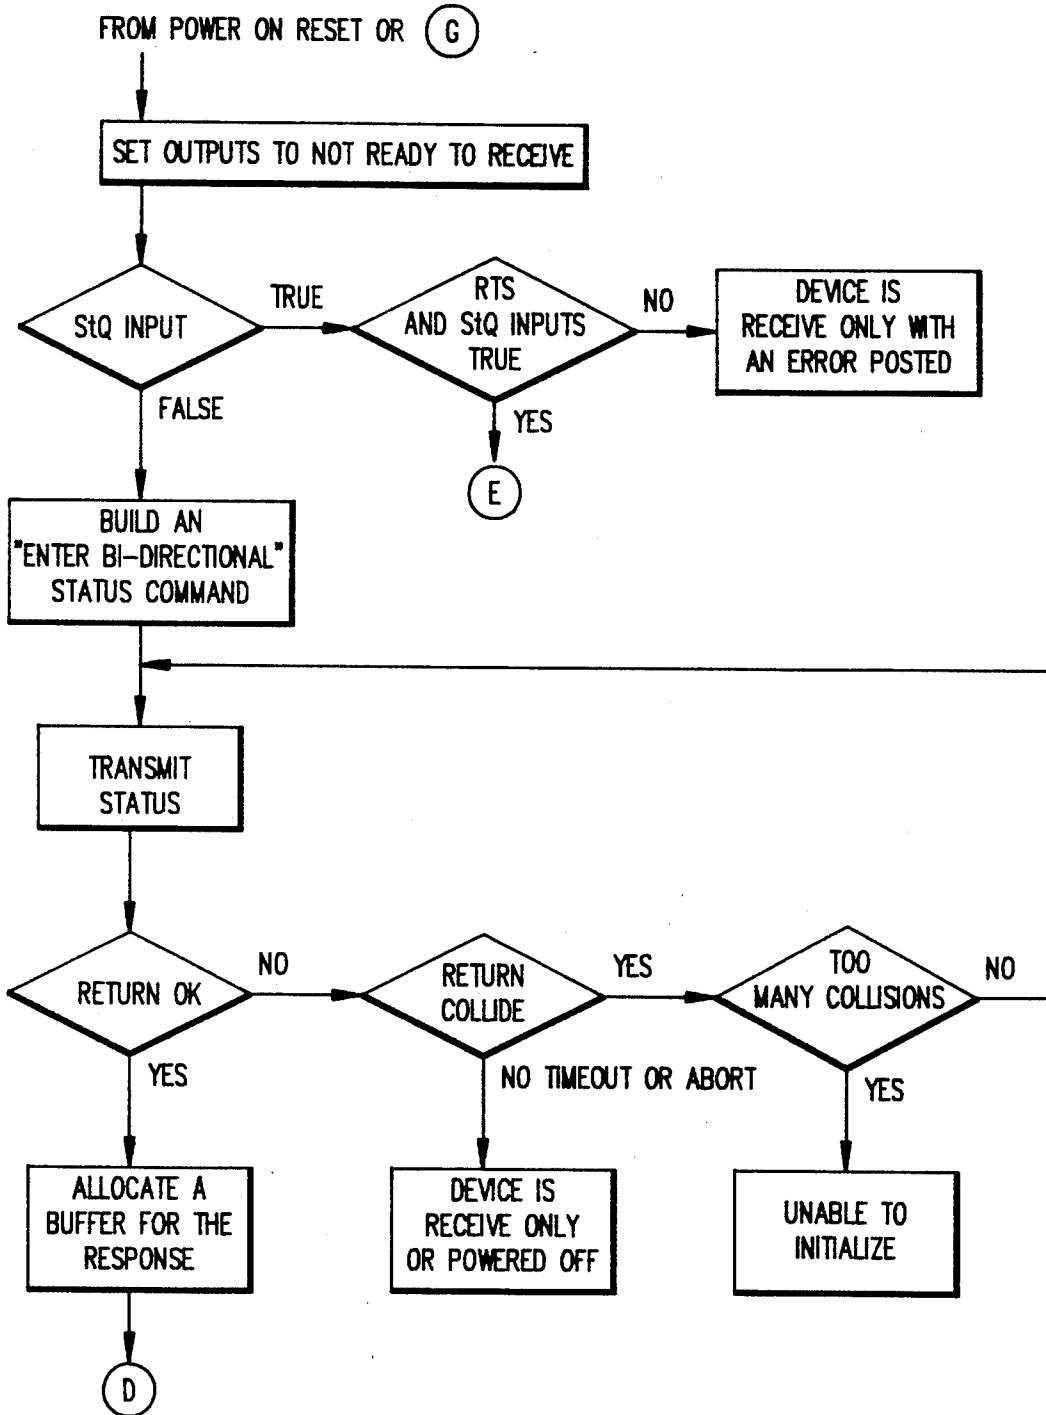 FROM POWER ON RESET OR G
SET OUTPUTS TO NOT READY TO RECEIVE
StQ INPUT
TRUE
RTS
AND StQ INPUTS
TRUE
NO
DEVICE IS
RECEIVE ONLY WITH
AN ERROR POSTED
FALSE
YES
E
BUILD AN
"ENTER BI-DIRECTIONAL"
STATUS COMMAND
TRANSMIT
STATUS
RETURN OK
NO
RETURN
COLLIDE
YES
TOO
MANY COLLISIONS
NO
YES
NO TIMEOUT OR ABORT
YES
ALLOCATE A
BUFFER FOR THE
RESPONSE
DEVICE IS
RECEIVE ONLY
OR POWERED OFF
UNABLE TO
INITIALIZE
D